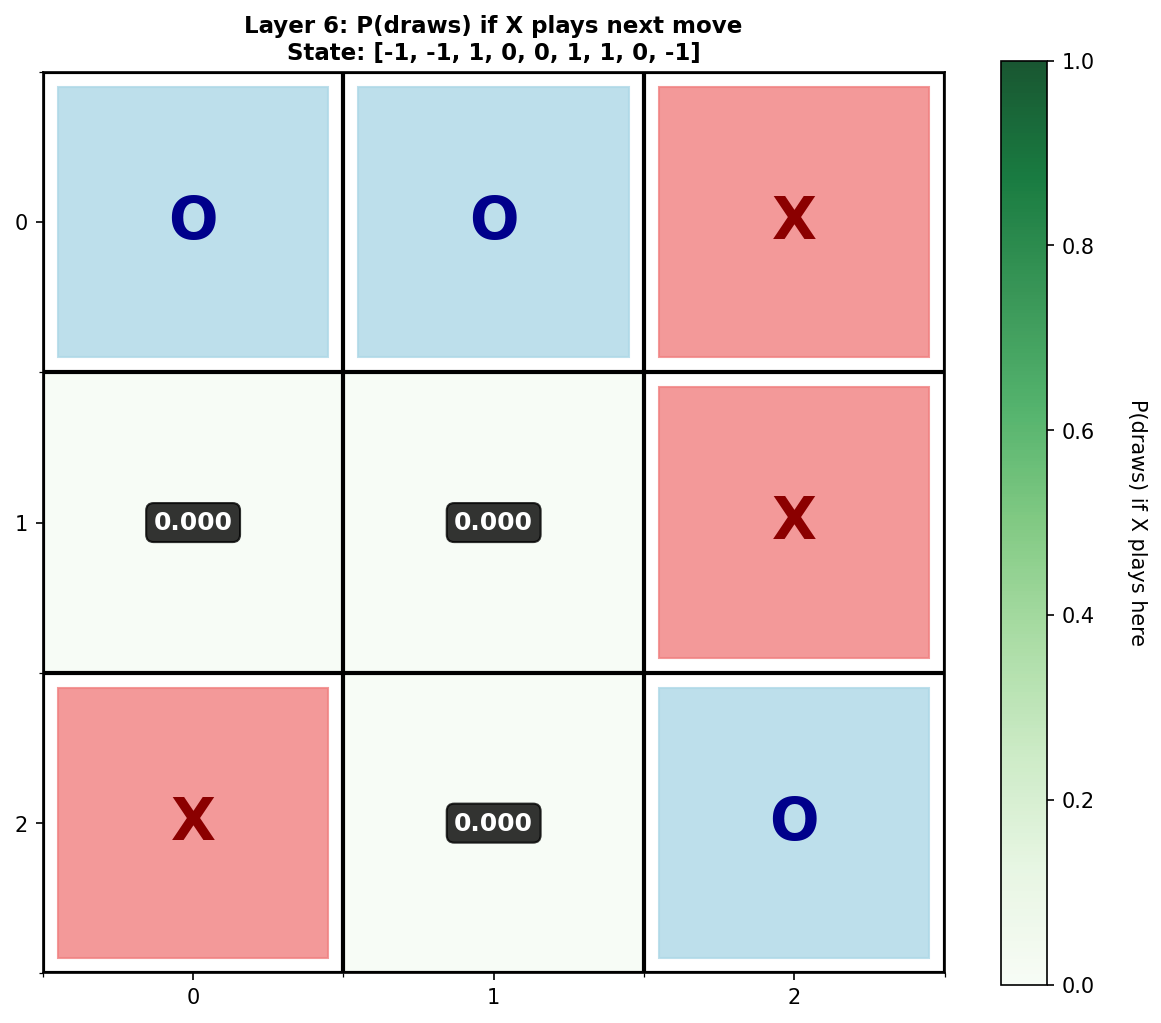 Layer 6: P(draws) if X plays next move
State: [-1, -1, 1, 0, 0, 1, 1, 0, -1]
O O X
0.000 0.000 X
X 0.000 O
0
1
2
0 1 2
1.0
0.8
0.6
0.4
0.2
0.0
P(draws) if X plays here